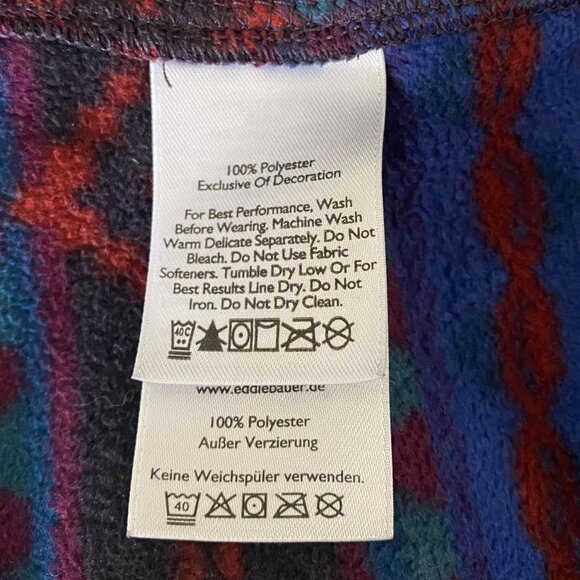 100% Polyester
Exclusive Of Decoration
For Best Performance, Wash
Before Wearing. Machine Wash
Warm Delicate Separately. Do Not
Bleach. Do Not Use Fabric
Softeners. Tumble Dry Low Or For
Best Results Line Dry. Do Not
Iron. Do Not Dry Clean.
40C
www.eddiebauer.de
100% Polyester
Außer Verzierung
Keine Weichspüler verwenden.
40